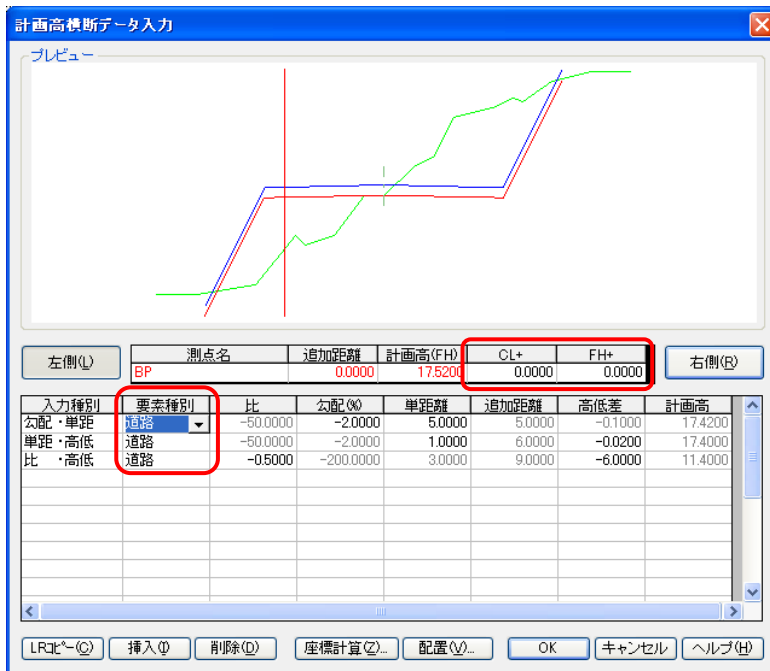 計画高横断データ入力
プレビュー
左側(L)
測点名 追加距離 計画高(FH) CL+ FH+
BP 0.0000 17.5200 0.0000 0.0000
右側(R)
入力種別 要素種別 比 勾配(%) 単距離 追加距離 高低差 計画高
勾配・単距 道路 -50.0000 -2.0000 5.0000 5.0000 -0.1000 17.4200
単距・高低 道路 -50.0000 -2.0000 1.0000 6.0000 -0.0200 17.4000
比 ・高低 道路 -0.5000 -200.0000 3.0000 9.0000 -6.0000 11.4000
LRコピー(C) 挿入(I) 削除(D) 座標計算(Z)... 配置(V)... OK キャンセル ヘルプ(H)